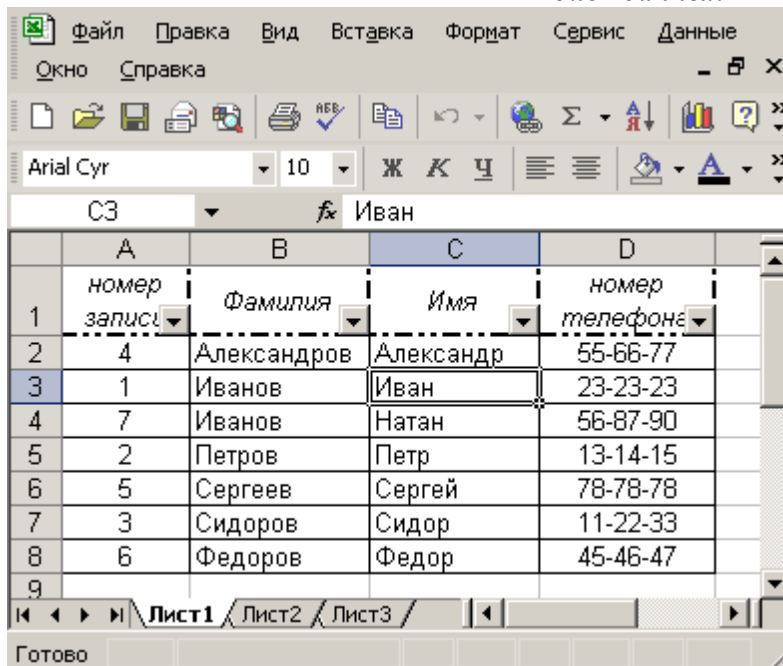 Файл Правка Вид Вставка Формат Сервис Данные
Окно Справка
Arial Cyr 10 Ж К Ч
C3 fx Иван
A B C D
1 номер записи Фамилия Имя номер телефона
2 4 Александров Александр 55-66-77
3 1 Иванов Иван 23-23-23
4 7 Иванов Натан 56-87-90
5 2 Петров Петр 13-14-15
6 5 Сергеев Сергей 78-78-78
7 3 Сидоров Сидор 11-22-33
8 6 Федоров Федор 45-46-47
9
Лист1 Лист2 Лист3
Готово